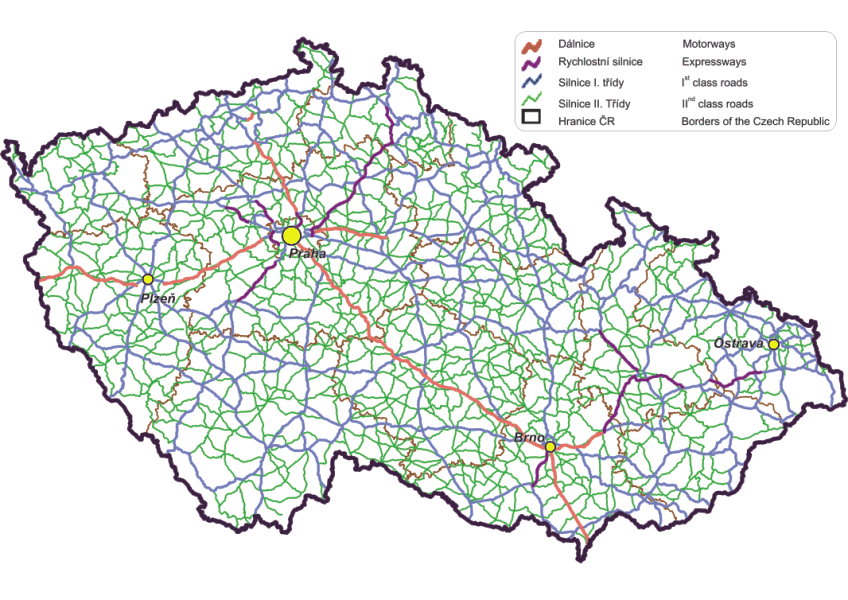 Dálnice Motorways
Rychlostní silnice Expressways
Silnice I. třídy Ist class roads
Silnice II. Třídy IInd class roads
Hranice ČR Borders of the Czech Republic
Praha
Plzeň
Ostrava
Brno